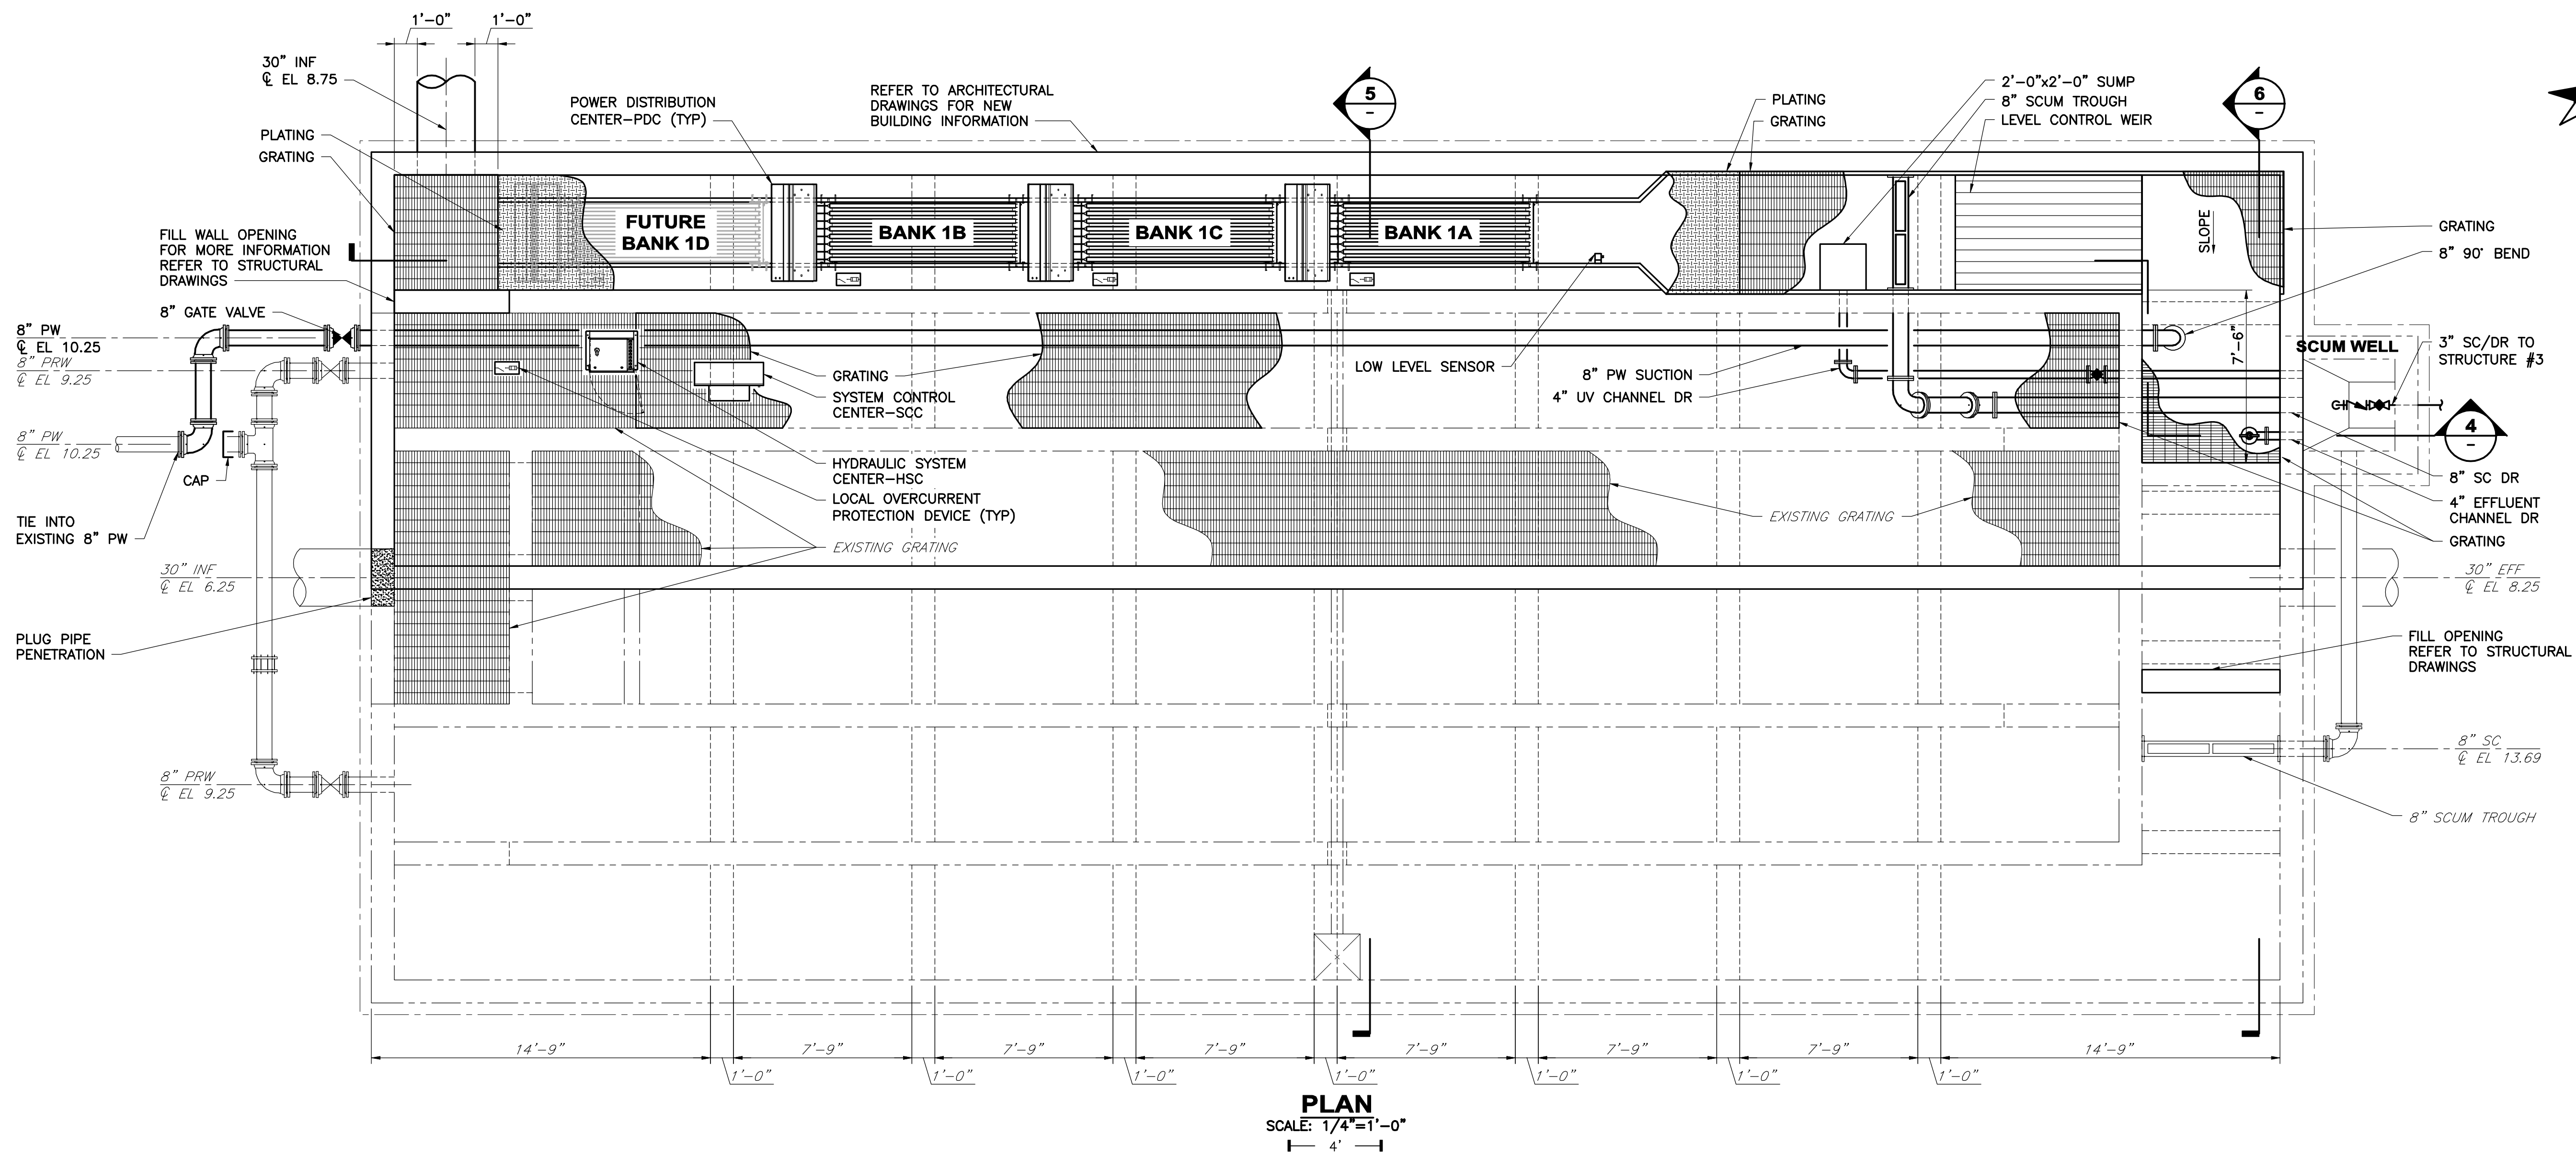 1'-0"
1'-0"
30" INF
℄ EL 8.75
PLATING
GRATING
POWER DISTRIBUTION
CENTER-PDC (TYP)
REFER TO ARCHITECTURAL
DRAWINGS FOR NEW
BUILDING INFORMATION
5
-
PLATING
GRATING
2'-0"x2'-0" SUMP
8" SCUM TROUGH
LEVEL CONTROL WEIR
6
-
FILL WALL OPENING
FOR MORE INFORMATION
REFER TO STRUCTURAL
DRAWINGS
FUTURE
BANK 1D
BANK 1B
BANK 1C
BANK 1A
SLOPE
GRATING
8" 90° BEND
8" GATE VALVE
8" PW
℄ EL 10.25
8" PRW
℄ EL 9.25
8" PW
℄ EL 10.25
CAP
TIE INTO
EXISTING 8" PW
GRATING
SYSTEM CONTROL
CENTER-SCC
HYDRAULIC SYSTEM
CENTER-HSC
LOCAL OVERCURRENT
PROTECTION DEVICE (TYP)
EXISTING GRATING
LOW LEVEL SENSOR
8" PW SUCTION
4" UV CHANNEL DR
7'-6"
SCUM WELL
3" SC/DR TO
STRUCTURE #3
4
-
8" SC DR
4" EFFLUENT
CHANNEL DR
GRATING
EXISTING GRATING
30" INF
℄ EL 6.25
30" EFF
℄ EL 8.25
PLUG PIPE
PENETRATION
FILL OPENING
REFER TO STRUCTURAL
DRAWINGS
8" PRW
℄ EL 9.25
8" SC
℄ EL 13.69
8" SCUM TROUGH
14'-9"
7'-9"
7'-9"
7'-9"
7'-9"
7'-9"
7'-9"
14'-9"
1'-0"
1'-0"
1'-0"
1'-0"
1'-0"
1'-0"
1'-0"
PLAN
SCALE: 1/4"=1'-0"
4'